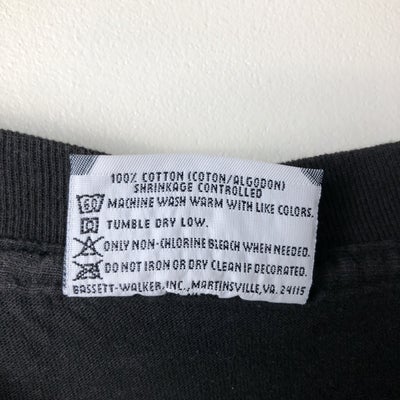 100% COTTON (COTON/ALGODON)
SHRINKAGE CONTROLLED
60 MACHINE WASH WARM WITH LIKE COLORS.
TUMBLE DRY LOW.
ONLY NON-CHLORINE BLEACH WHEN NEEDED.
DO NOT IRON OR DRY CLEAN IF DECORATED.
BASSETT-WALKER, INC., MARTINSVILLE, VA. 24115